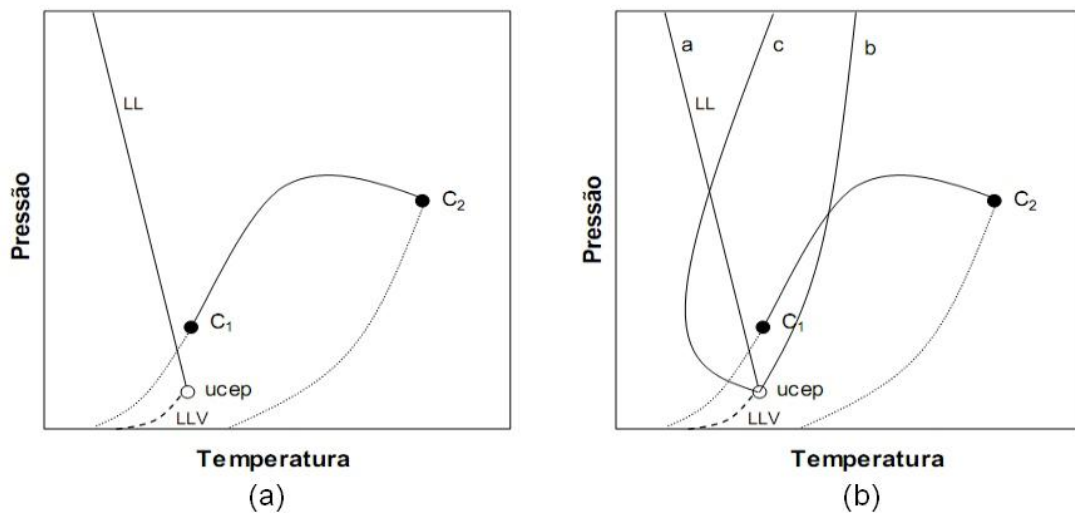 LL
C₂
Pressão
C₁
ucep
LLV
Temperatura
(a)
a
c
b
LL
C₂
Pressão
C₁
ucep
LLV
Temperatura
(b)